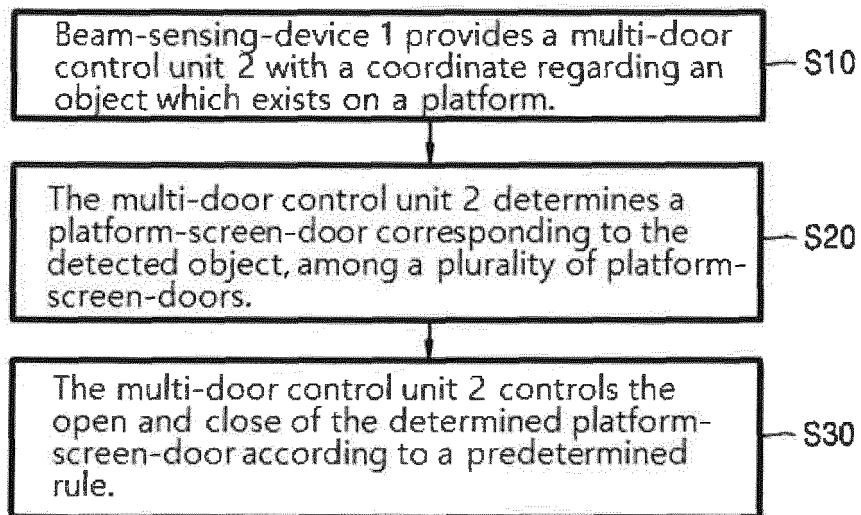 Beam-sensing-device 1 provides a multi-door
control unit 2 with a coordinate regarding an
object which exists on a platform.
S10
The multi-door control unit 2 determines a
platform-screen-door corresponding to the
detected object, among a plurality of platform-
screen-doors.
S20
The multi-door control unit 2 controls the
open and close of the determined platform-
screen-door according to a predetermined
rule.
S30